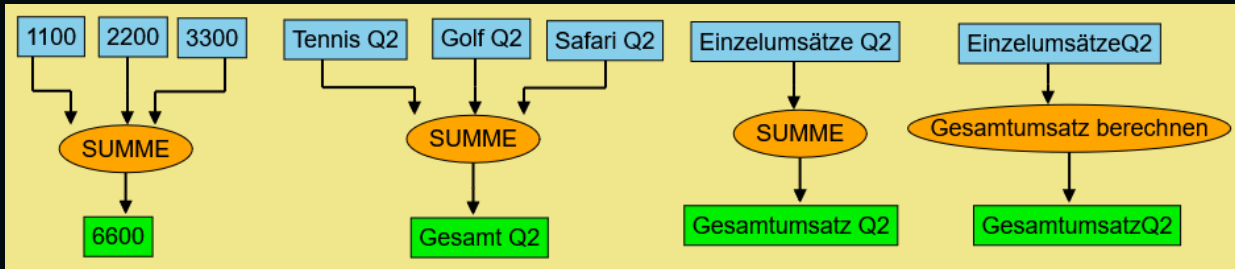 1100 2200 3300
SUMME
6600
Tennis Q2 Golf Q2 Safari Q2
SUMME
Gesamt Q2
Einzelumsätze Q2
SUMME
Gesamtumsatz Q2
EinzelumsätzeQ2
Gesamtumsatz berechnen
GesamtumsatzQ2